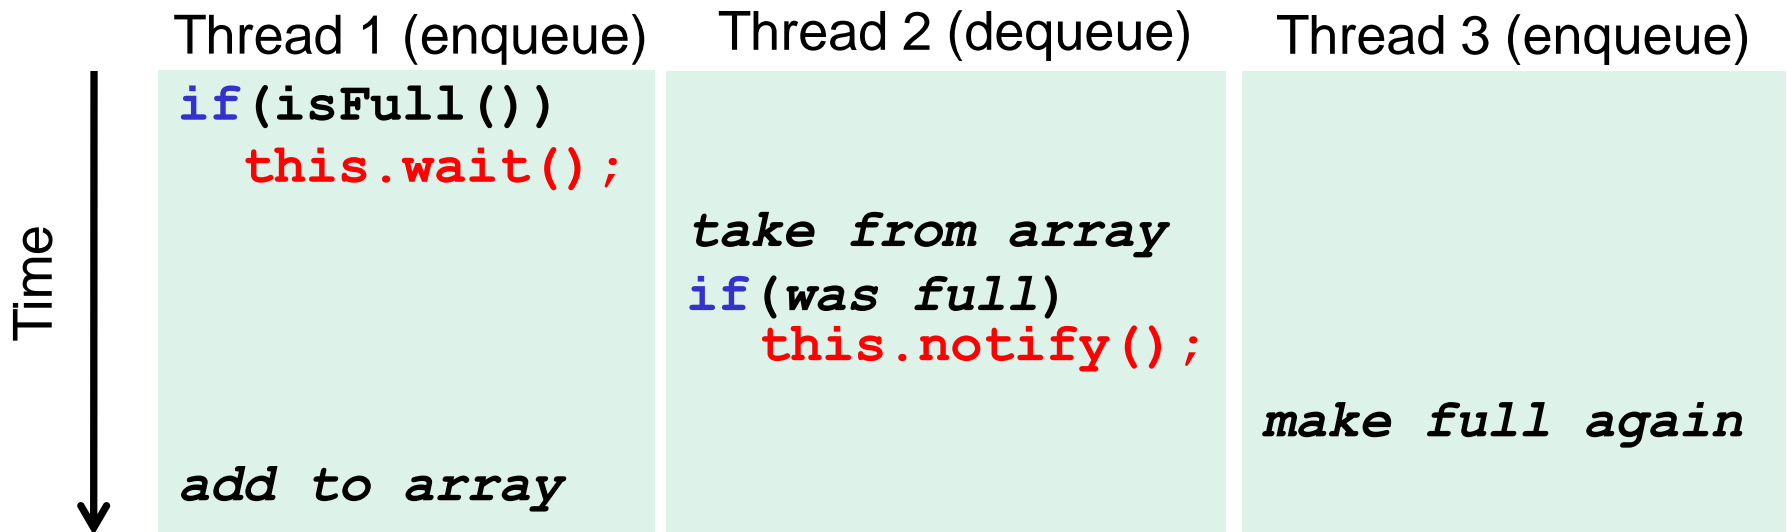 Thread 1 (enqueue)
Thread 2 (dequeue)
Thread 3 (enqueue)
Time
if(isFull())
this.wait();
take from array
if(was full)
this.notify();
make full again
add to array